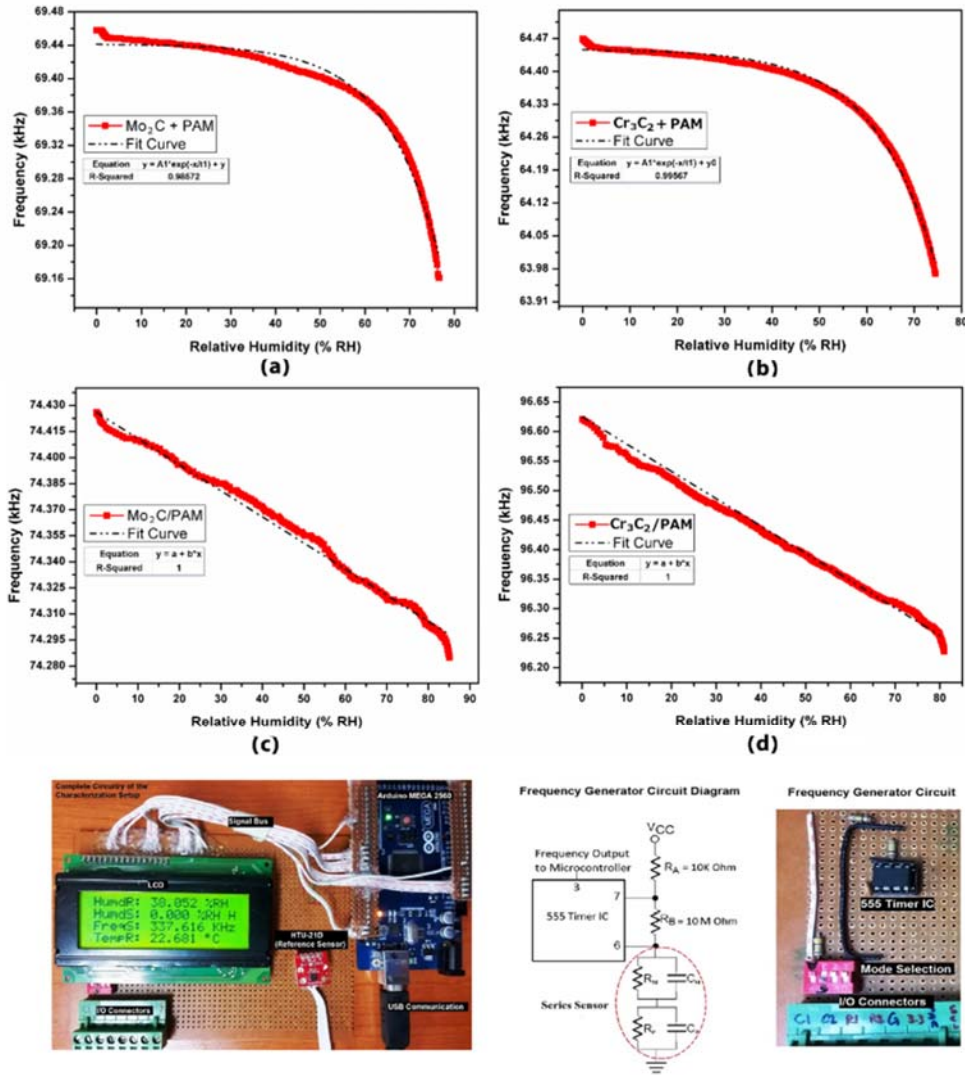 69.48
69.44
69.40
69.36
69.32
69.28
69.24
69.20
69.16
Frequency (kHz)
Mo₂C + PAM
Fit Curve
Equation y = A1*exp(-x/t1) + y
R-Squared 0.98572
0 10 20 30 40 50 60 70 80
Relative Humidity (% RH)
(a)
64.47
64.40
64.33
64.26
64.19
64.12
64.05
63.98
63.91
Frequency (kHz)
Cr₃C₂ + PAM
Fit Curve
Equation y = A1*exp(-x/t1) + y0
R-Squared 0.99567
0 10 20 30 40 50 60 70 80
Relative Humidity (% RH)
(b)
74.430
74.415
74.400
74.385
74.370
74.355
74.340
74.325
74.310
74.295
74.280
Frequency (kHz)
Mo₂C/PAM
Fit Curve
Equation y = a + b*x
R-Squared 1
0 10 20 30 40 50 60 70 80 90
Relative Humidity (% RH)
(c)
96.65
96.60
96.55
96.50
96.45
96.40
96.35
96.30
96.25
96.20
Frequency (kHz)
Cr₃C₂/PAM
Fit Curve
Equation y = a + b*x
R-Squared 1
0 10 20 30 40 50 60 70 80 90
Relative Humidity (% RH)
(d)
Complete Circuitry of the
Characterization Setup
Signal Bus
Arduino MEGA 2560
LCD
HumdR: 38.052 %RH
HumdS: 0.000 %RH H
FreqS: 337.616 KHz
TempR: 22.681 °C
HTU-21D
(Reference Sensor)
I/O Connectors
USB Communication
Frequency Generator Circuit Diagram
VCC
Frequency Output
to Microcontroller
3
7
6
555 Timer IC
RA = 10K Ohm
RB = 10 M Ohm
Series Sensor
Frequency Generator Circuit
555 Timer IC
Mode Selection
I/O Connectors
C1 C2 R1 R2 G 3.3